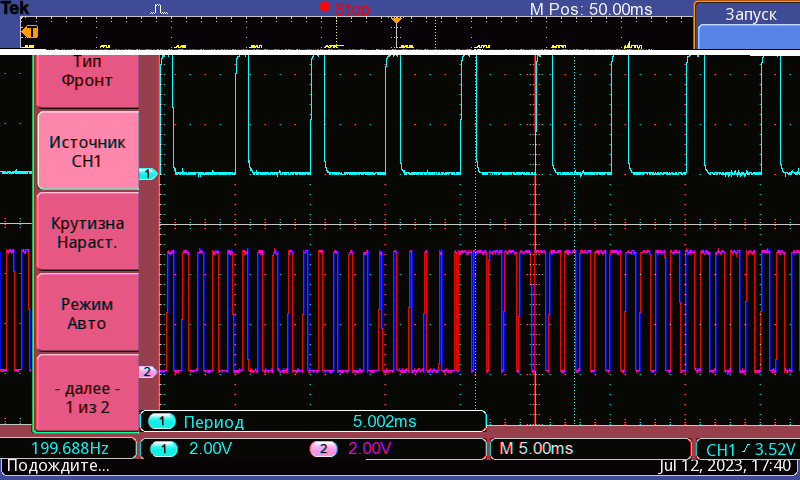 Tek
Stop
M Pos: 50.00ms
Запуск
T
Тип
Фронт
Источник
CH1
1
Крутизна
Нараст.
Режим
Авто
2
- далее -
1 из 2
1 Период 5.002ms
199.688Hz
1 2.00V
2 2.00V
M 5.00ms
CH1 3.52V
Подождите...
Jul 12, 2023, 17:40